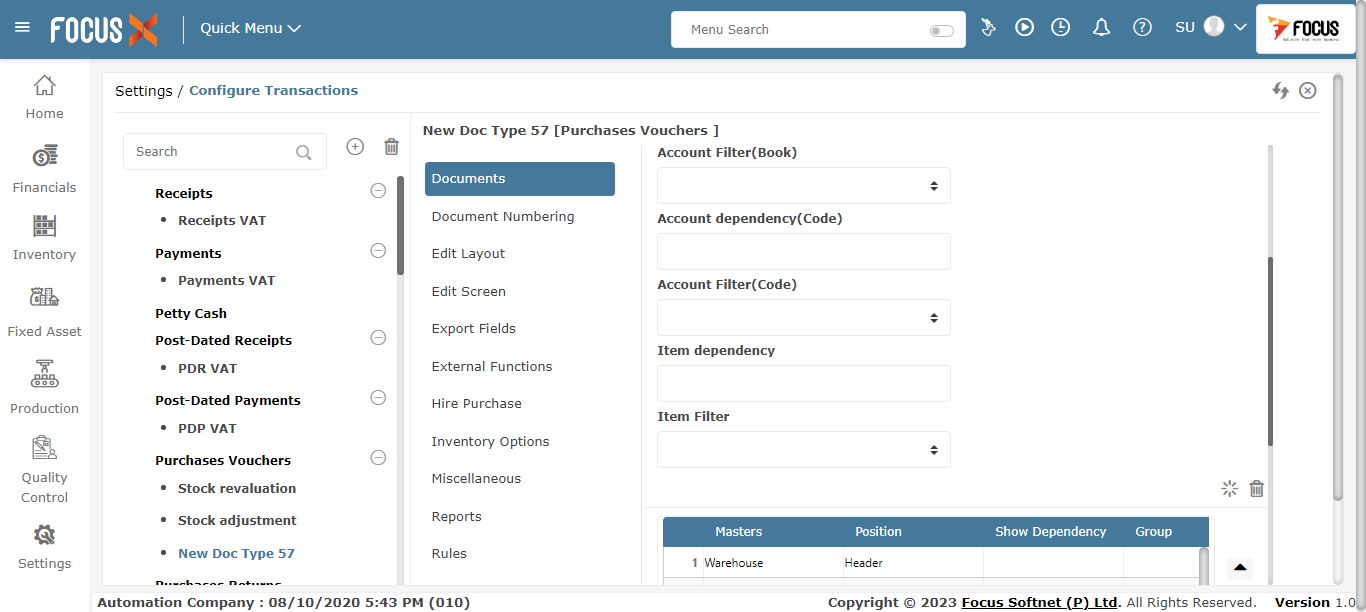 FOCUS X
Quick Menu
Menu Search
SU
FOCUS
Home
Financials
Inventory
Fixed Asset
Production
Quality
Control
Settings
Settings / Configure Transactions
Search
Receipts
Receipts VAT
Payments
Payments VAT
Petty Cash
Post-Dated Receipts
PDR VAT
Post-Dated Payments
PDP VAT
Purchases Vouchers
Stock revaluation
Stock adjustment
New Doc Type 57
Purchases Returns
New Doc Type 57 [Purchases Vouchers ]
Documents
Document Numbering
Edit Layout
Edit Screen
Export Fields
External Functions
Hire Purchase
Inventory Options
Miscellaneous
Reports
Rules
Account Filter(Book)
Account dependency(Code)
Account Filter(Code)
Item dependency
Item Filter
Masters Position Show Dependency Group
1 Warehouse Header
Automation Company : 08/10/2020 5:43 PM (010)
Copyright © 2023 Focus Softnet (P) Ltd. All Rights Reserved. Version 1.0